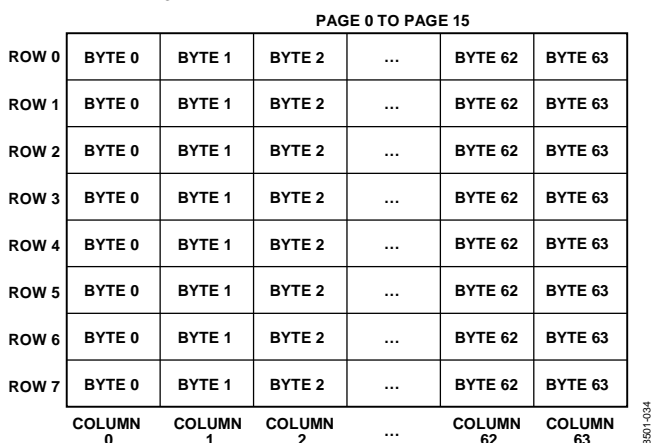 PAGE 0 TO PAGE 15
ROW 0 BYTE 0 BYTE 1 BYTE 2 ... BYTE 62 BYTE 63
ROW 1 BYTE 0 BYTE 1 BYTE 2 ... BYTE 62 BYTE 63
ROW 2 BYTE 0 BYTE 1 BYTE 2 ... BYTE 62 BYTE 63
ROW 3 BYTE 0 BYTE 1 BYTE 2 ... BYTE 62 BYTE 63
ROW 4 BYTE 0 BYTE 1 BYTE 2 ... BYTE 62 BYTE 63
ROW 5 BYTE 0 BYTE 1 BYTE 2 ... BYTE 62 BYTE 63
ROW 6 BYTE 0 BYTE 1 BYTE 2 ... BYTE 62 BYTE 63
ROW 7 BYTE 0 BYTE 1 BYTE 2 ... BYTE 62 BYTE 63
COLUMN COLUMN COLUMN ... COLUMN COLUMN
0 1 2 62 63